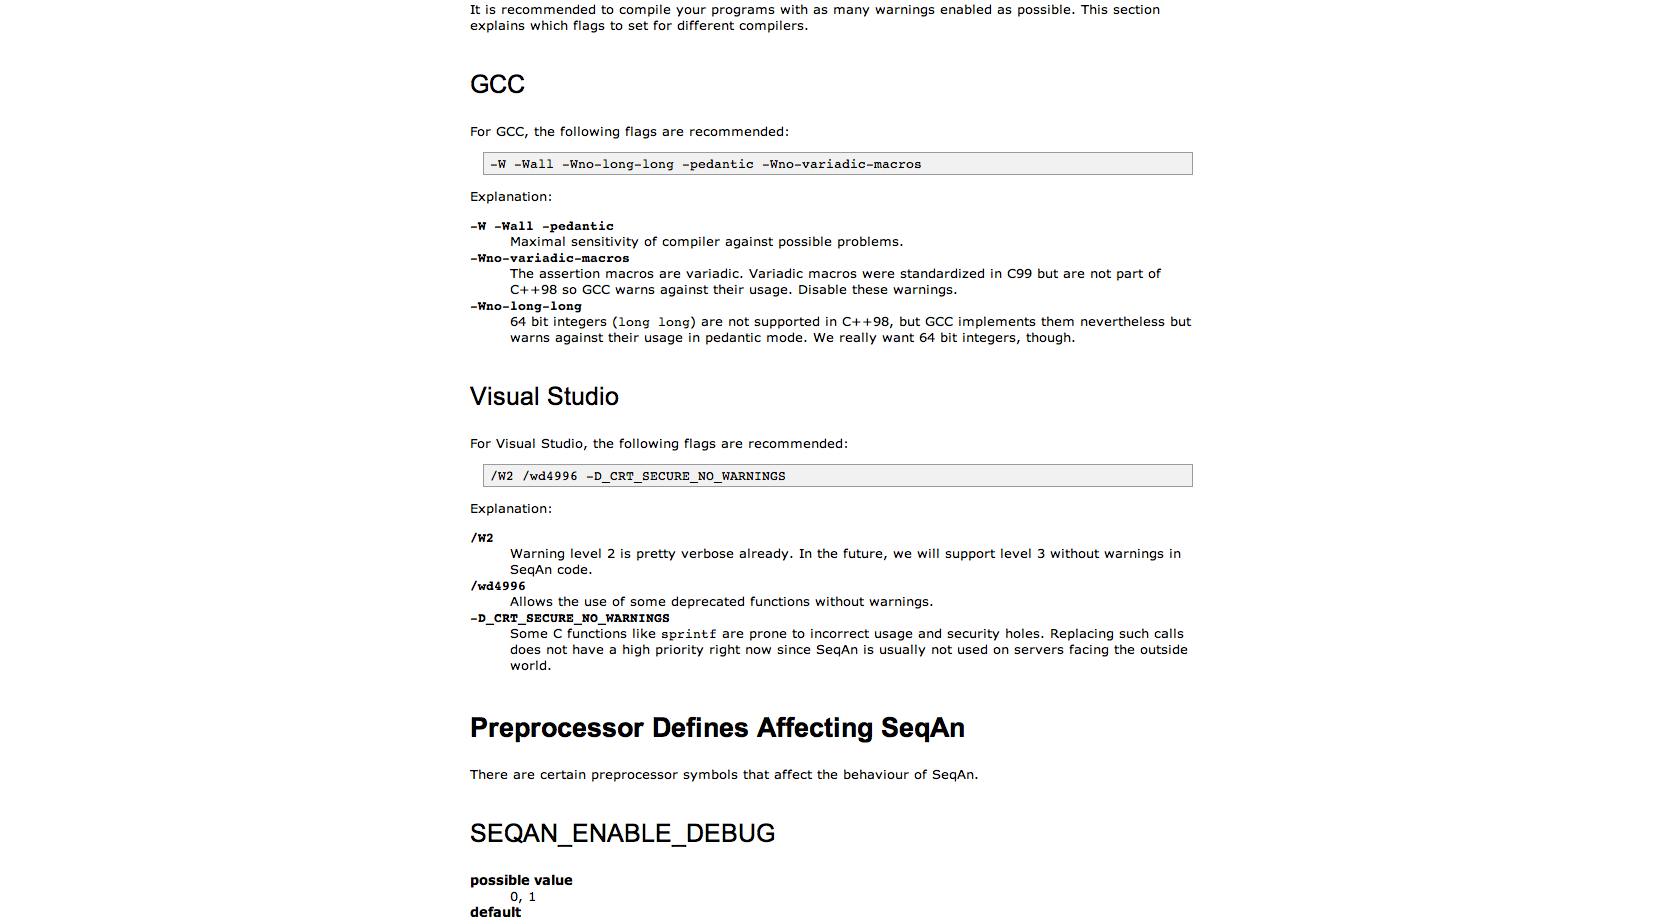 It is recommended to compile your programs with as many warnings enabled as possible. This section
explains which flags to set for different compilers.
GCC
For GCC, the following flags are recommended:
-W -Wall -Wno-long-long -pedantic -Wno-variadic-macros
Explanation:
-W -Wall -pedantic
Maximal sensitivity of compiler against possible problems.
-Wno-variadic-macros
The assertion macros are variadic. Variadic macros were standardized in C99 but are not part of
C++98 so GCC warns against their usage. Disable these warnings.
-Wno-long-long
64 bit integers (long long) are not supported in C++98, but GCC implements them nevertheless but
warns against their usage in pedantic mode. We really want 64 bit integers, though.
Visual Studio
For Visual Studio, the following flags are recommended:
/W2 /wd4996 -D_CRT_SECURE_NO_WARNINGS
Explanation:
/W2
Warning level 2 is pretty verbose already. In the future, we will support level 3 without warnings in
SeqAn code.
/wd4996
Allows the use of some deprecated functions without warnings.
-D_CRT_SECURE_NO_WARNINGS
Some C functions like sprintf are prone to incorrect usage and security holes. Replacing such calls
does not have a high priority right now since SeqAn is usually not used on servers facing the outside
world.
Preprocessor Defines Affecting SeqAn
There are certain preprocessor symbols that affect the behaviour of SeqAn.
SEQAN_ENABLE_DEBUG
possible value
0, 1
default